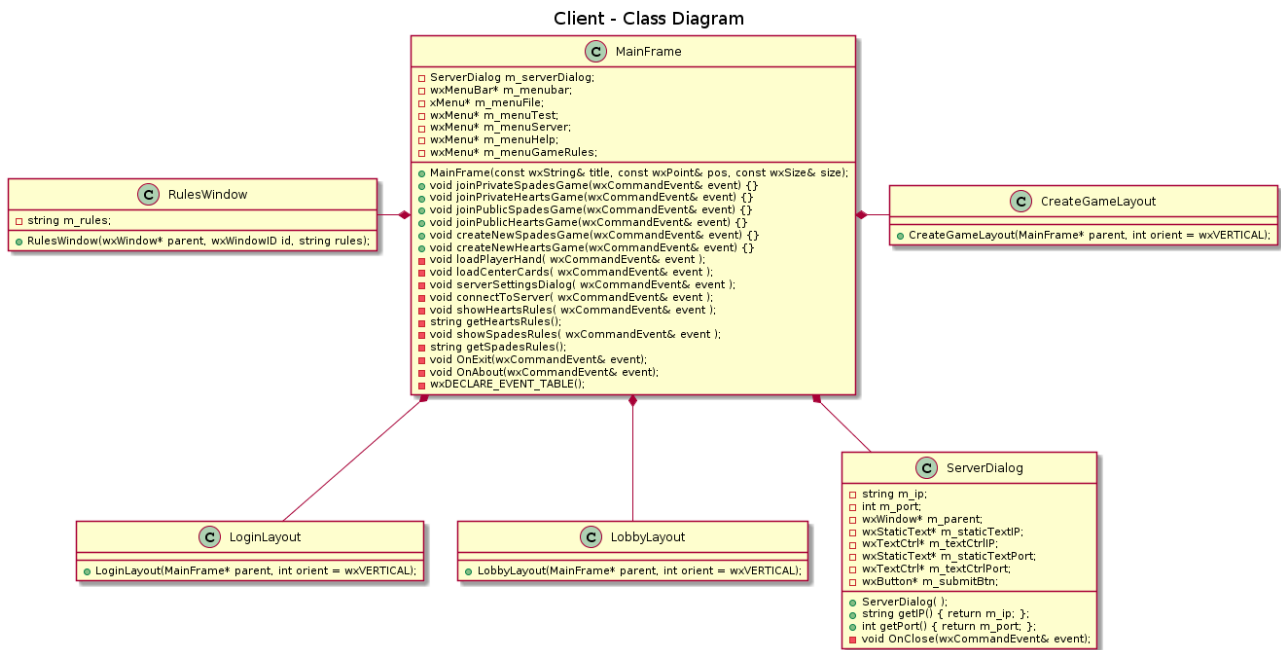 Client - Class Diagram
C MainFrame
ServerDialog m_serverDialog;
wxMenuBar* m_menubar;
xMenu* m_menuFile;
wxMenu* m_menuTest;
wxMenu* m_menuServer;
wxMenu* m_menuHelp;
wxMenu* m_menuGameRules;
MainFrame(const wxString& title, const wxPoint& pos, const wxSize& size);
void joinPrivateSpadesGame(wxCommandEvent& event) {}
void joinPrivateHeartsGame(wxCommandEvent& event) {}
void joinPublicSpadesGame(wxCommandEvent& event) {}
void joinPublicHeartsGame(wxCommandEvent& event) {}
void createNewSpadesGame(wxCommandEvent& event) {}
void createNewHeartsGame(wxCommandEvent& event) {}
void loadPlayerHand( wxCommandEvent& event );
void loadCenterCards( wxCommandEvent& event );
void serverSettingsDialog( wxCommandEvent& event );
void connectToServer( wxCommandEvent& event );
void showHeartsRules( wxCommandEvent& event );
string getHeartsRules();
void showSpadesRules( wxCommandEvent& event );
string getSpadesRules();
void OnExit(wxCommandEvent& event);
void OnAbout(wxCommandEvent& event);
wxDECLARE_EVENT_TABLE();
C RulesWindow
string m_rules;
RulesWindow(wxWindow* parent, wxWindowID id, string rules);
C CreateGameLayout
CreateGameLayout(MainFrame* parent, int orient = wxVERTICAL);
C LoginLayout
LoginLayout(MainFrame* parent, int orient = wxVERTICAL);
C LobbyLayout
LobbyLayout(MainFrame* parent, int orient = wxVERTICAL);
C ServerDialog
string m_ip;
int m_port;
wxWindow* m_parent;
wxStaticText* m_staticTextIP;
wxTextCtrl* m_textCtrlIP;
wxStaticText* m_staticTextPort;
wxTextCtrl* m_textCtrlPort;
wxButton* m_submitBtn;
ServerDialog( );
string getIP() { return m_ip; };
int getPort() { return m_port; };
void OnClose(wxCommandEvent& event);